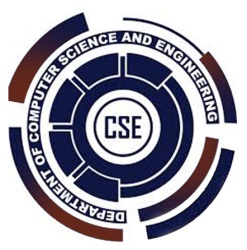 DEPARTMENT OF COMPUTER SCIENCE AND ENGINEERING
CSE